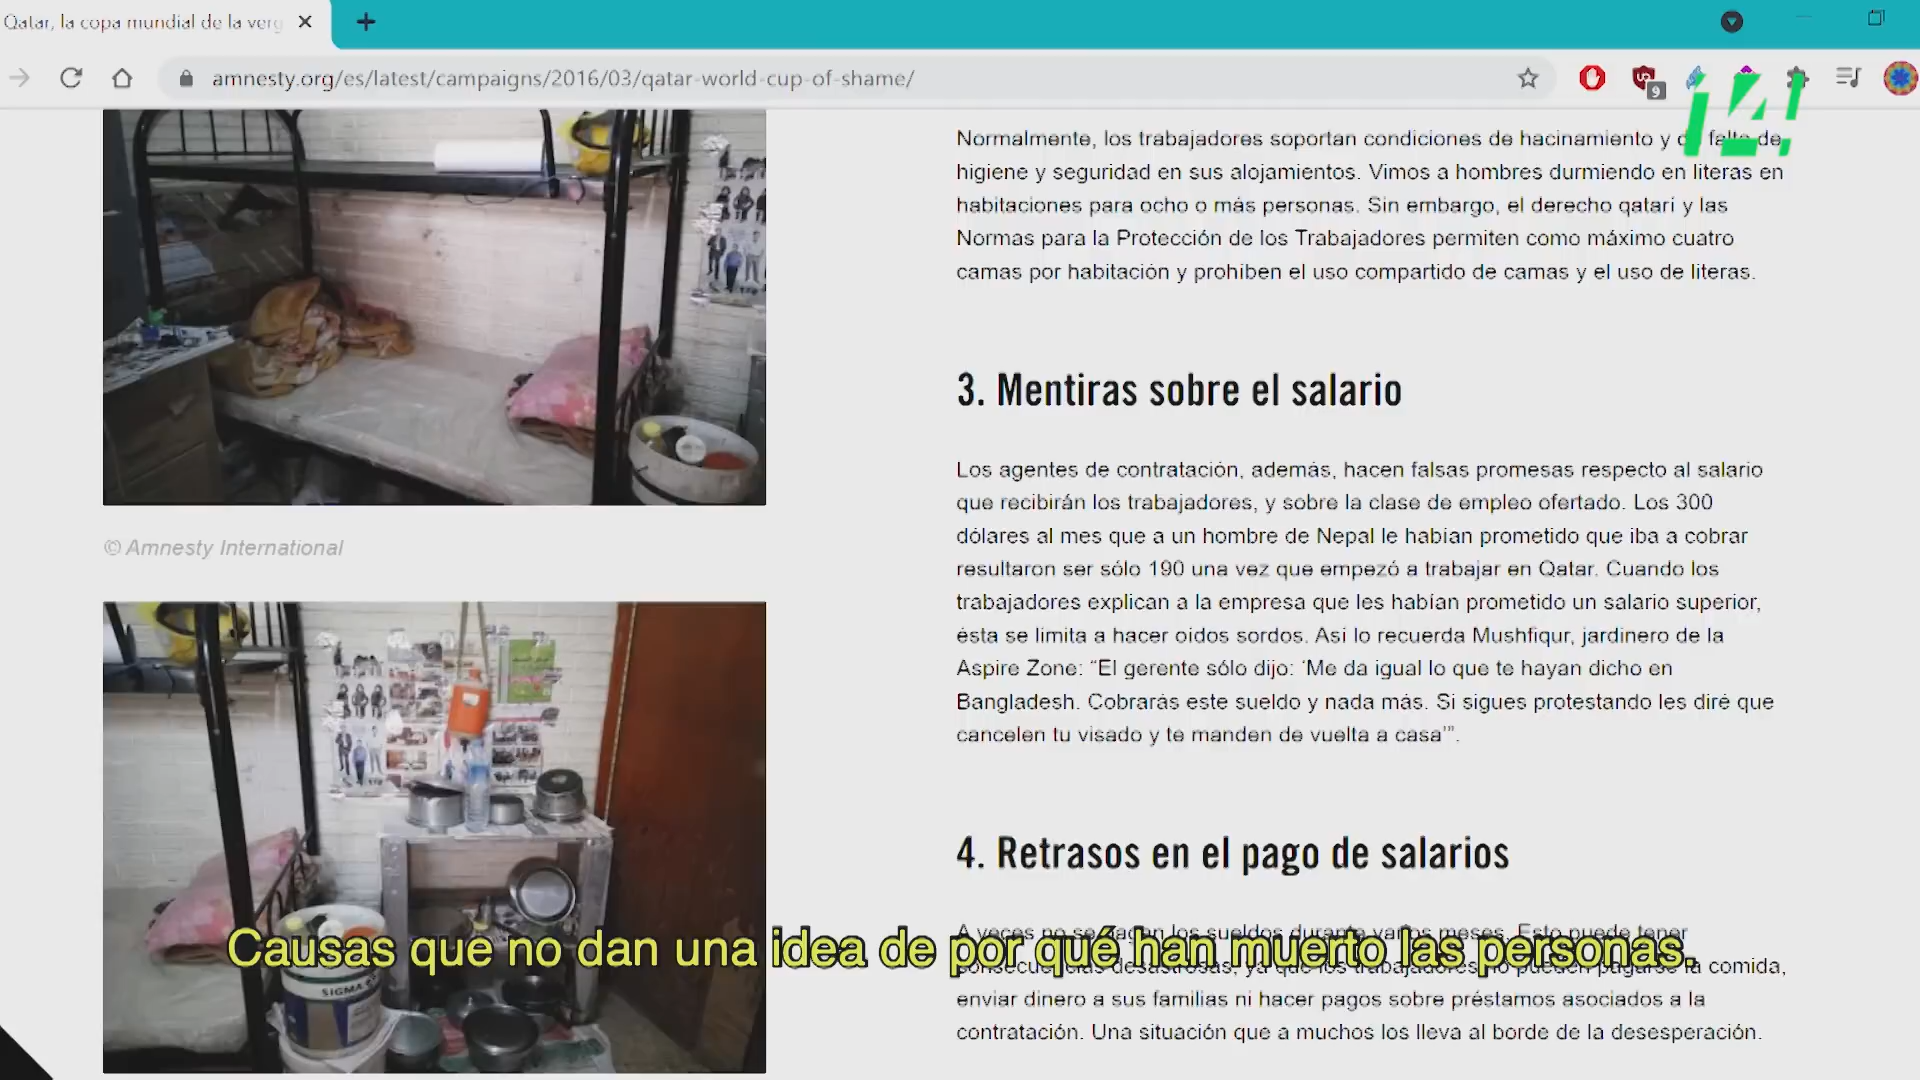 Qatar, la copa mundial de la verg
amnesty.org/es/latest/campaigns/2016/03/qatar-world-cup-of-shame/
9
¡4!
Normalmente, los trabajadores soportan condiciones de hacinamiento y de falta de
higiene y seguridad en sus alojamientos. Vimos a hombres durmiendo en literas en
habitaciones para ocho o más personas. Sin embargo, el derecho qatarí y las
Normas para la Protección de los Trabajadores permiten como máximo cuatro
camas por habitación y prohíben el uso compartido de camas y el uso de literas.
© Amnesty International
3. Mentiras sobre el salario
Los agentes de contratación, además, hacen falsas promesas respecto al salario
que recibirán los trabajadores, y sobre la clase de empleo ofertado. Los 300
dólares al mes que a un hombre de Nepal le habían prometido que iba a cobrar
resultaron ser sólo 190 una vez que empezó a trabajar en Qatar. Cuando los
trabajadores explican a la empresa que les habían prometido un salario superior,
ésta se limita a hacer oídos sordos. Así lo recuerda Mushfiqur, jardinero de la
Aspire Zone: “El gerente sólo dijo: ‘Me da igual lo que te hayan dicho en
Bangladesh. Cobrarás este sueldo y nada más. Si sigues protestando les diré que
cancelen tu visado y te manden de vuelta a casa’”.
4. Retrasos en el pago de salarios
A veces no se pagan los sueldos durante varios meses. Esto puede tener
consecuencias desastrosas, ya que los trabajadores no pueden pagarse la comida,
enviar dinero a sus familias ni hacer pagos sobre préstamos asociados a la
contratación. Una situación que a muchos los lleva al borde de la desesperación.
SIGMA
Causas que no dan una idea de por qué han muerto las personas.